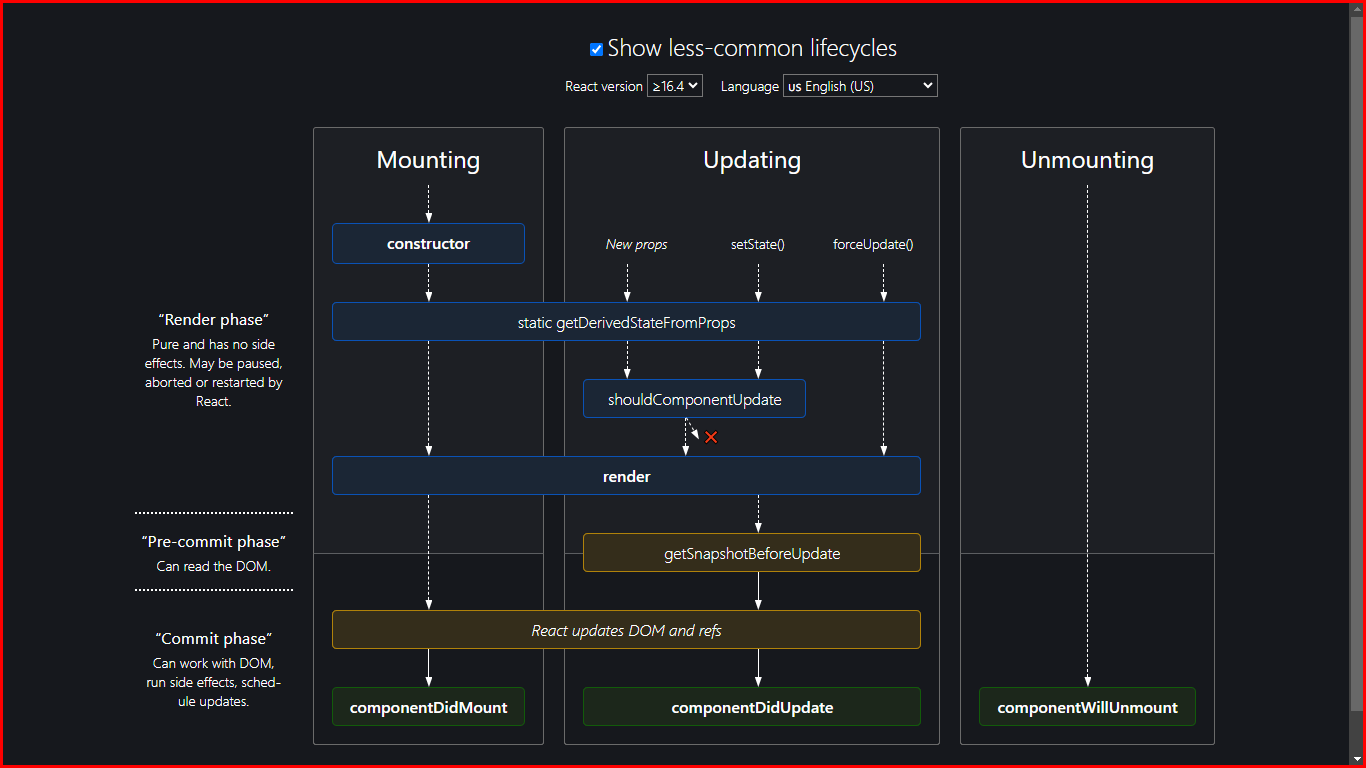 Show less-common lifecycles
React version ≥16.4 Language us English (US)
Mounting
Updating
Unmounting
constructor
New props
setState()
forceUpdate()
“Render phase”
Pure and has no side
effects. May be paused,
aborted or restarted by
React.
static getDerivedStateFromProps
shouldComponentUpdate
render
“Pre-commit phase”
Can read the DOM.
getSnapshotBeforeUpdate
“Commit phase”
Can work with DOM,
run side effects, sched-
ule updates.
React updates DOM and refs
componentDidMount
componentDidUpdate
componentWillUnmount